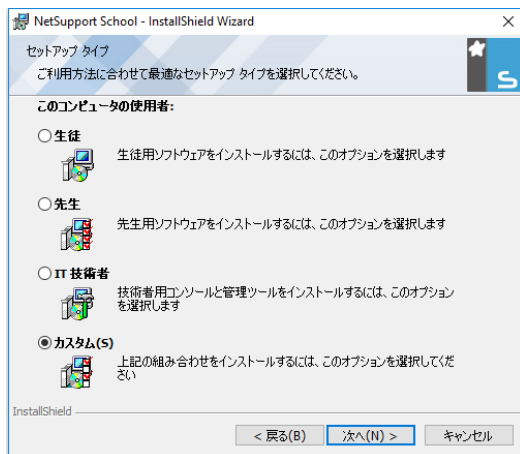 NetSupport School - InstallShield Wizard
セットアップ タイプ
ご利用方法に合わせて最適なセットアップ タイプを選択してください。
S
このコンピュータの使用者:
生徒
生徒用ソフトウェアをインストールするには、このオプションを選択します
先生
先生用ソフトウェアをインストールするには、このオプションを選択します
IT 技術者
技術者用コンソールと管理ツールをインストールするには、このオプション
を選択します
カスタム(S)
上記の組み合わせをインストールするには、このオプションを選択してくだ
さい
InstallShield
< 戻る(B)
次へ(N) >
キャンセル